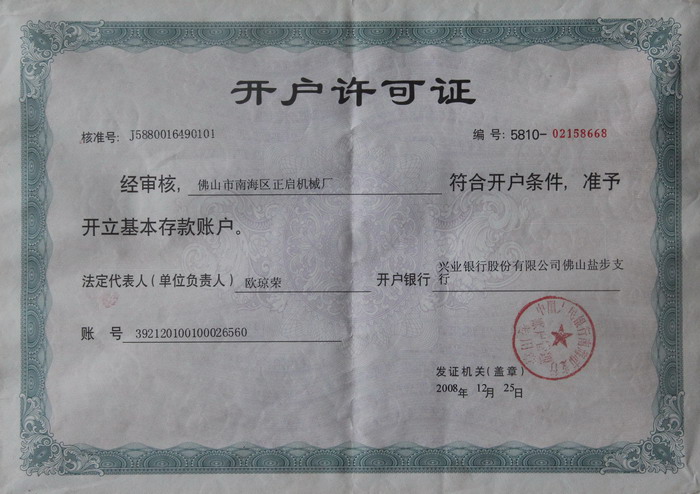 开户许可证
核准号: J5880016490101
编号: 5810-02158668
经审核, 佛山市南海区正启机械厂 符合开户条件, 准予
开立基本存款账户。
法定代表人(单位负责人) 欧琼荣 开户银行 兴业银行股份有限公司佛山盐步支行
账 号 392120100100026560
发证机关(盖章)
2008年 12月 25日